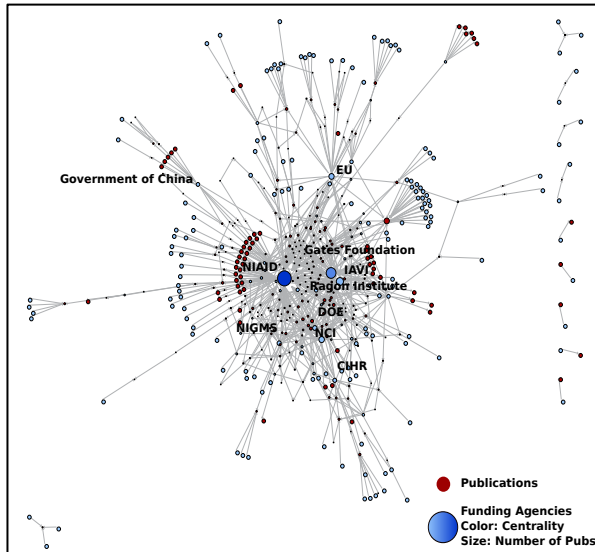 EU
Government of China
Gates Foundation
NIAID
IAVI
Ragon Institute
DOE
NIGMS
NCI
CIHR
Publications
Funding Agencies
Color: Centrality
Size: Number of Pubs